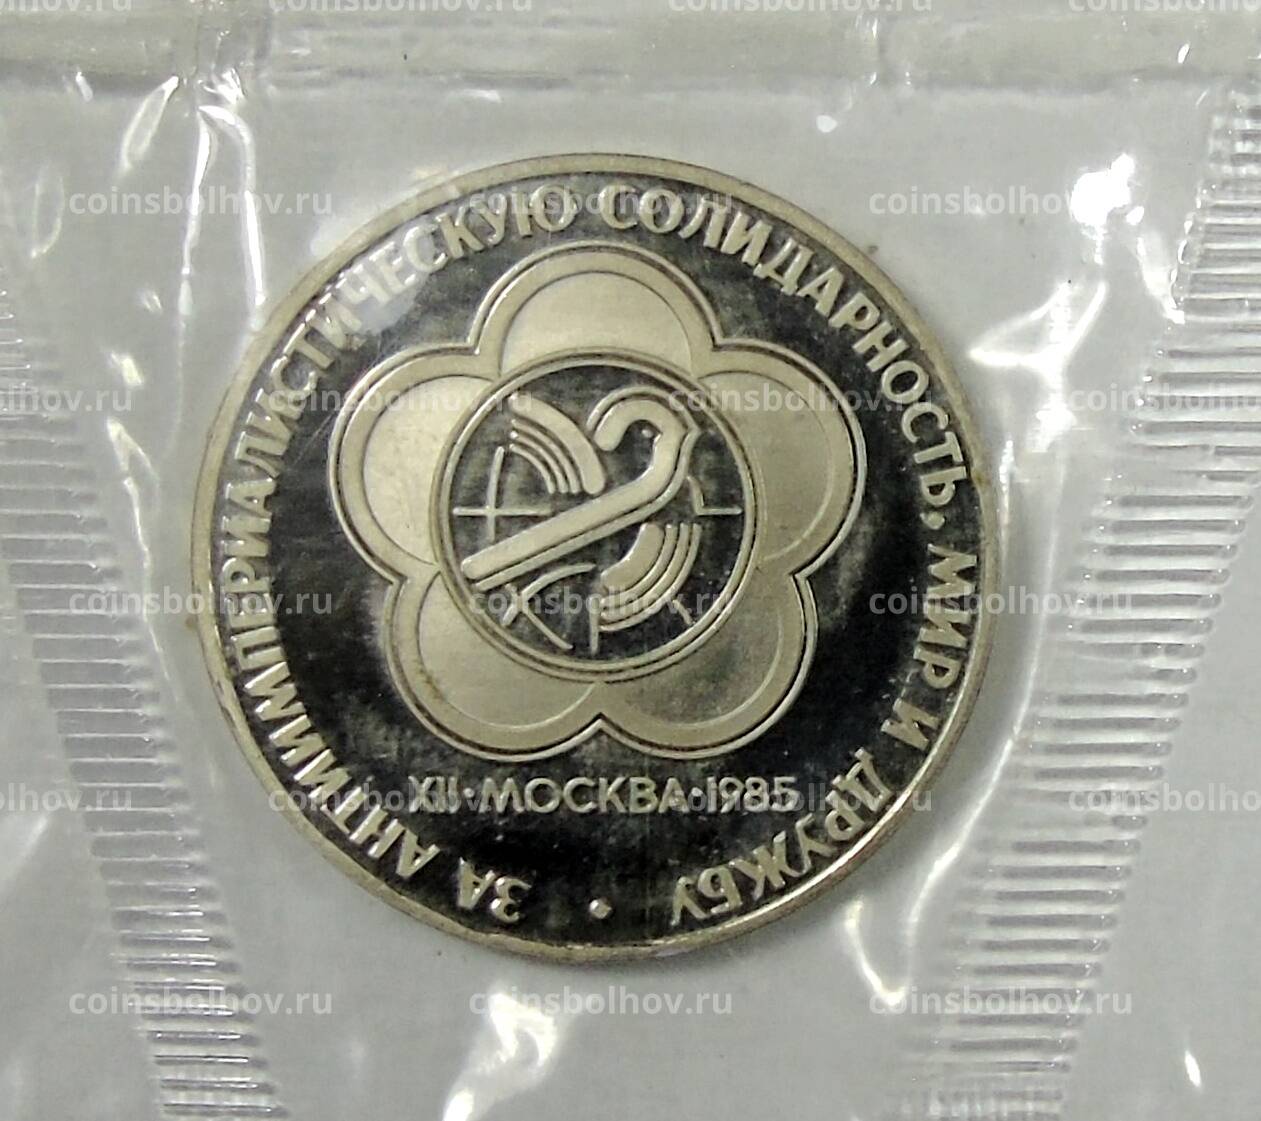 ЗА АНТИИМПЕРИАЛИСТИЧЕСКУЮ СОЛИДАРНОСТЬ, МИР И ДРУЖБУ •
XII•МОСКВА•1985
coinsbolhov.ru